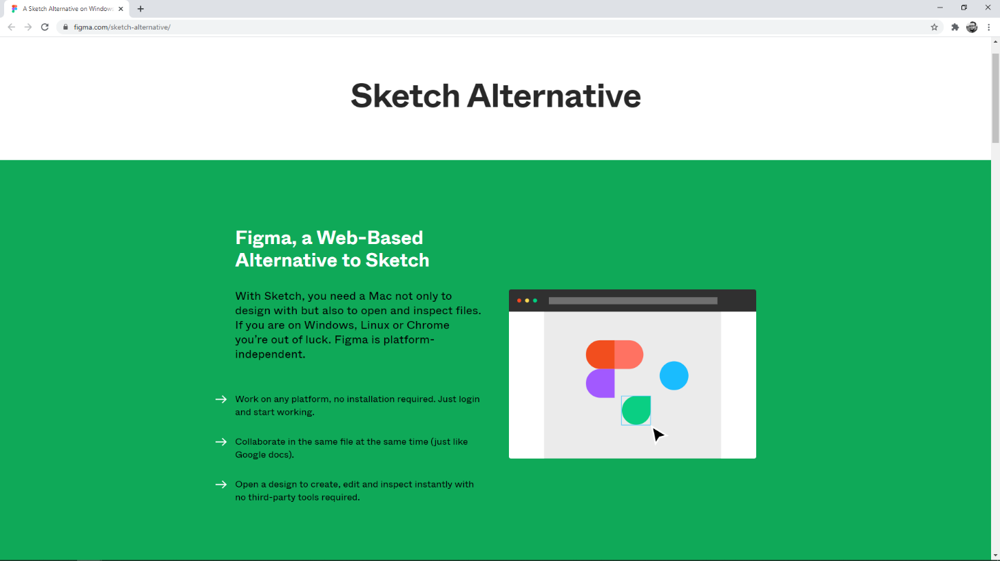 A Sketch Alternative on Windows
figma.com/sketch-alternative/
Sketch Alternative
Figma, a Web-Based
Alternative to Sketch
With Sketch, you need a Mac not only to
design with but also to open and inspect files.
If you are on Windows, Linux or Chrome
you’re out of luck. Figma is platform-
independent.
Work on any platform, no installation required. Just login
and start working.
Collaborate in the same file at the same time (just like
Google docs).
Open a design to create, edit and inspect instantly with
no third-party tools required.